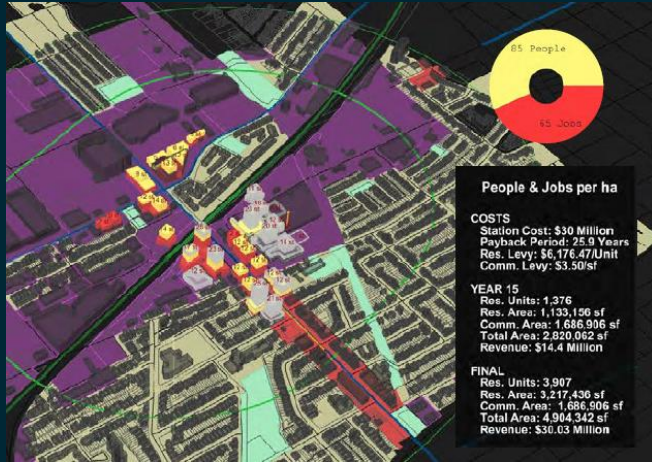 85 People
45 Jobs
People & Jobs per ha
COSTS
Station Cost: $30 Million
Payback Period: 25.9 Years
Res. Levy: $6,176.47/Unit
Comm. Levy: $3.50/sf
YEAR 15
Res. Units: 1,376
Res. Area: 1,133,156 sf
Comm. Area: 1,686,906 sf
Total Area: 2,820,062 sf
Revenue: $14.4 Million
FINAL
Res. Units: 3,907
Res. Area: 3,217,436 sf
Comm. Area: 1,686,906 sf
Total Area: 4,904,342 sf
Revenue: $30.03 Million